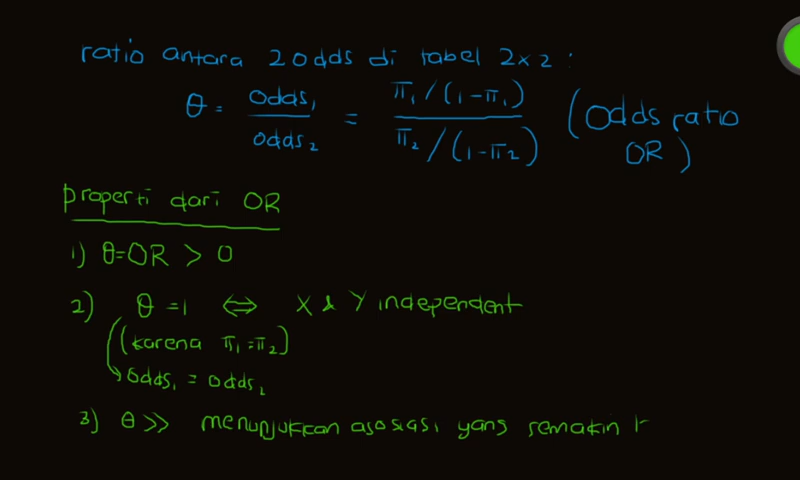 ratio antara 2 odds di tabel 2x2 :
θ = odds₁ / odds₂ = π₁/(1-π₁) / π₂/(1-π₂) (odds ratio OR)
properti dari OR
1) θ=OR > 0
2) θ =1 ⇔ X & Y independent
(karena π₁=π₂)
↳ odds₁ = odds₂
3) θ >> menunjukkan asosiasi yang semakin